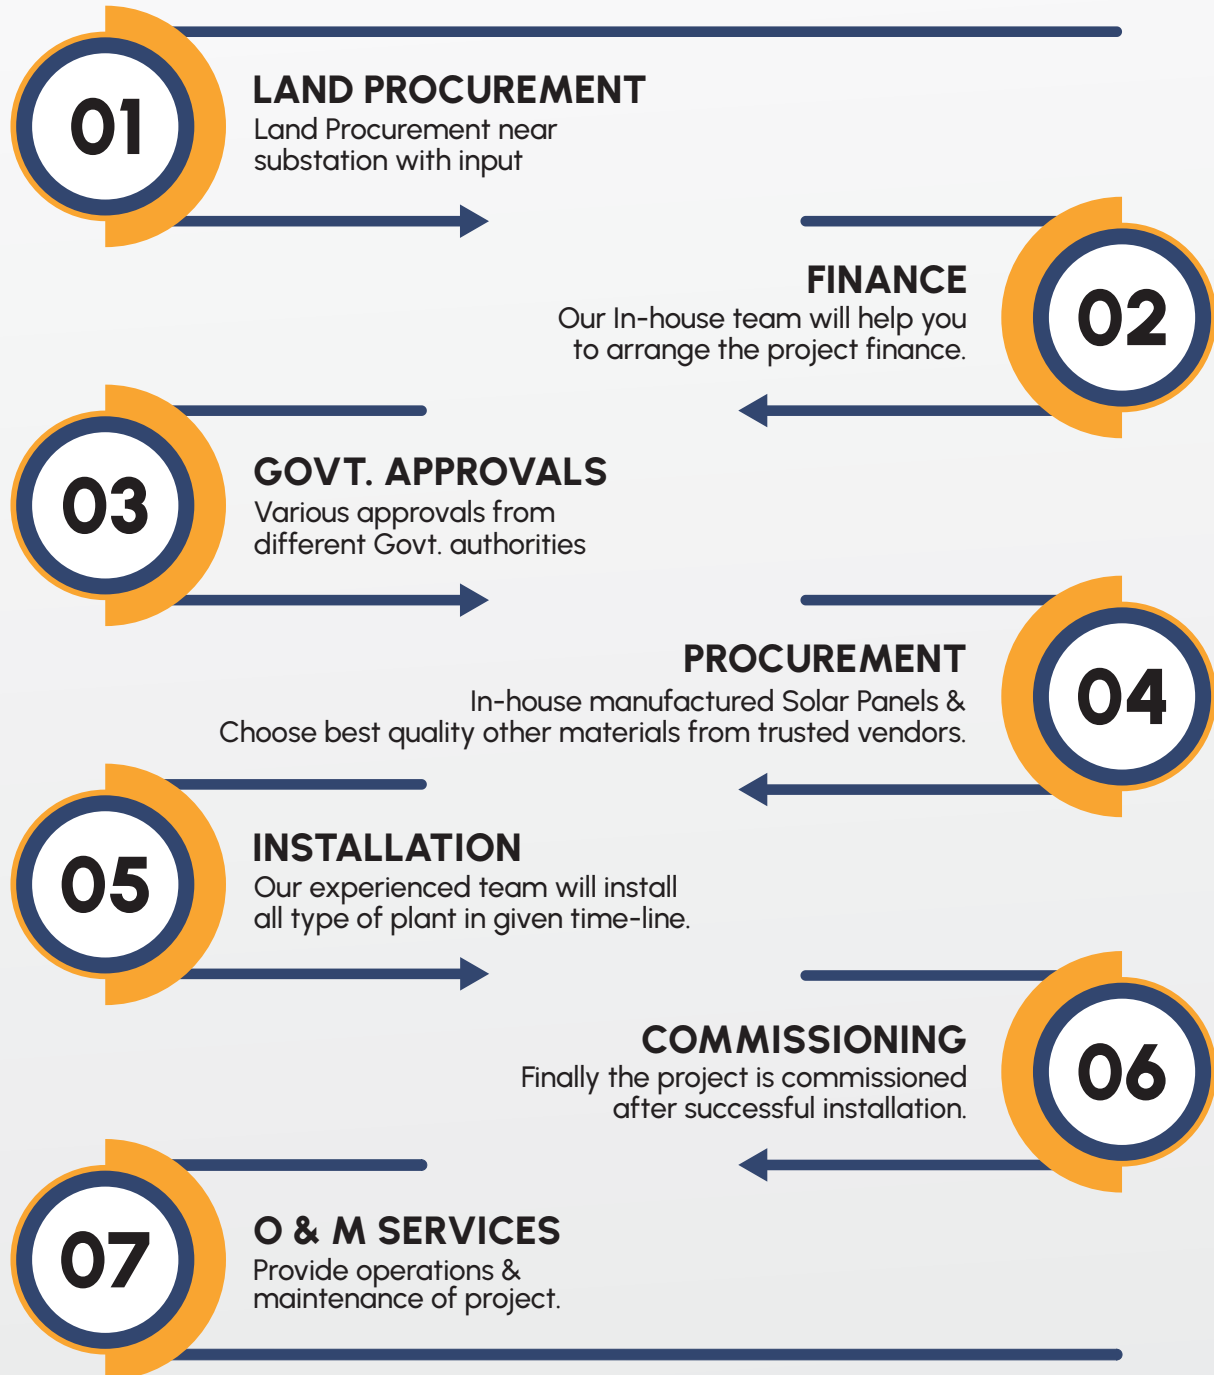 01
LAND PROCUREMENT
Land Procurement near
substation with input
02
FINANCE
Our In-house team will help you
to arrange the project finance.
03
GOVT. APPROVALS
Various approvals from
different Govt. authorities
04
PROCUREMENT
In-house manufactured Solar Panels &
Choose best quality other materials from trusted vendors.
05
INSTALLATION
Our experienced team will install
all type of plant in given time-line.
06
COMMISSIONING
Finally the project is commissioned
after successful installation.
07
O & M SERVICES
Provide operations &
maintenance of project.